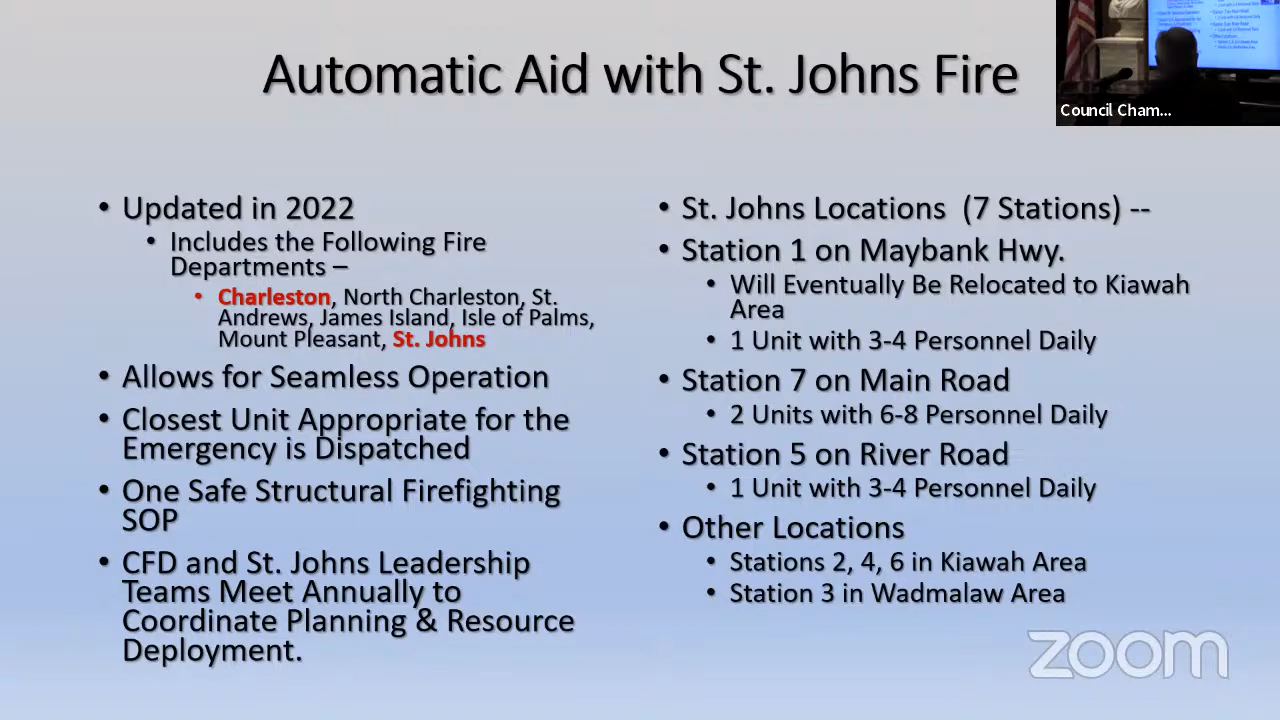 Automatic Aid with St. Johns Fire
Council Cham...
• Updated in 2022
• Includes the Following Fire
Departments –
• Charleston, North Charleston, St.
Andrews, James Island, Isle of Palms,
Mount Pleasant, St. Johns
• Allows for Seamless Operation
• Closest Unit Appropriate for the
Emergency is Dispatched
• One Safe Structural Firefighting
SOP
• CFD and St. Johns Leadership
Teams Meet Annually to
Coordinate Planning & Resource
Deployment.
• St. Johns Locations (7 Stations) --
• Station 1 on Maybank Hwy.
• Will Eventually Be Relocated to Kiawah
Area
• 1 Unit with 3-4 Personnel Daily
• Station 7 on Main Road
• 2 Units with 6-8 Personnel Daily
• Station 5 on River Road
• 1 Unit with 3-4 Personnel Daily
• Other Locations
• Stations 2, 4, 6 in Kiawah Area
• Station 3 in Wadmalaw Area
zoom